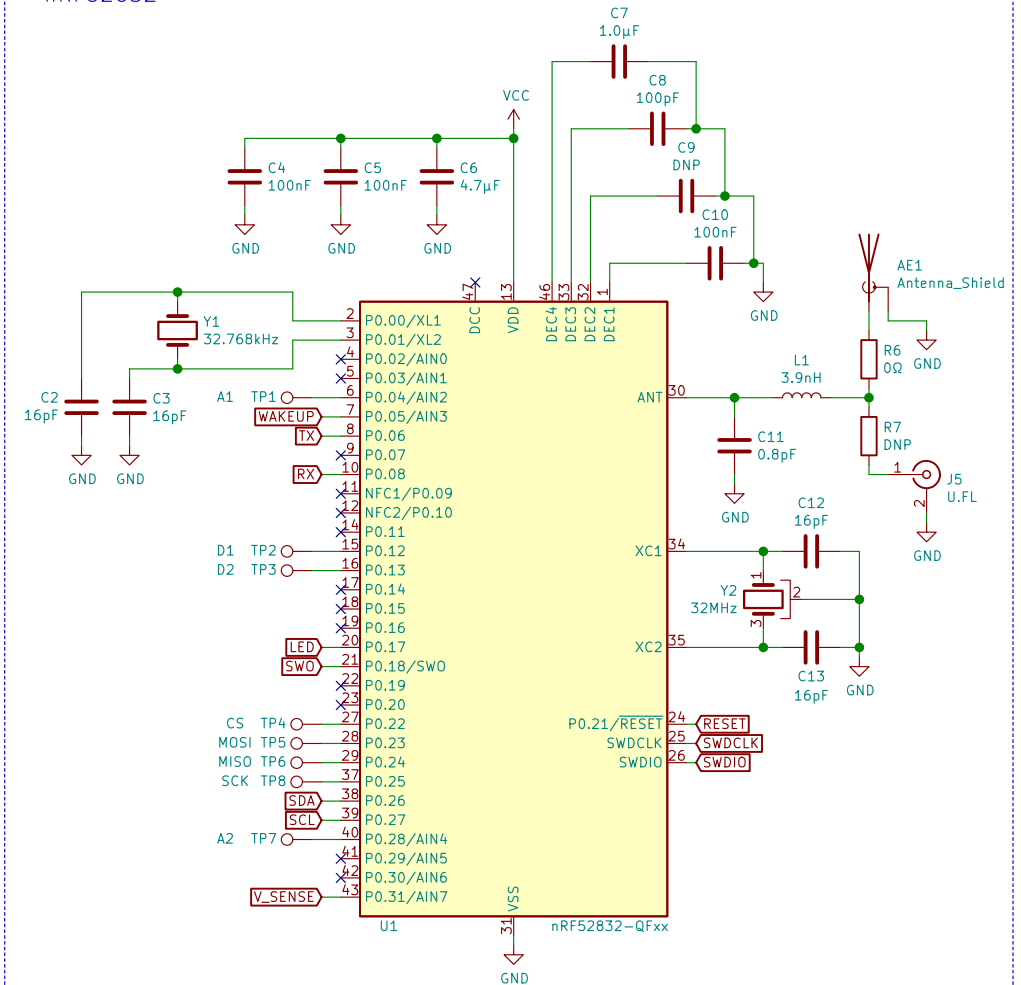 nRF52832
C7
1.0µF
C8
100pF
VCC
C9
DNP
C4
100nF
C5
100nF
C6
4.7µF
C10
100nF
GND
GND
GND
AE1
Antenna_Shield
47
13
46
33
32
1
DCC
VDD
DEC4
DEC3
DEC2
DEC1
GND
Y1
32.768kHz
2 P0.00/XL1
3 P0.01/XL2
4 P0.02/AIN0
5 P0.03/AIN1
A1 TP1 6 P0.04/AIN2
WAKEUP 7 P0.05/AIN3
TX 8 P0.06
9 P0.07
RX 10 P0.08
11 NFC1/P0.09
12 NFC2/P0.10
14 P0.11
D1 TP2 15 P0.12
D2 TP3 16 P0.13
17 P0.14
18 P0.15
19 P0.16
LED 20 P0.17
SWO 21 P0.18/SWO
22 P0.19
23 P0.20
CS TP4 27 P0.22
MOSI TP5 28 P0.23
MISO TP6 29 P0.24
SCK TP8 37 P0.25
SDA 38 P0.26
SCL 39 P0.27
A2 TP7 40 P0.28/AIN4
41 P0.29/AIN5
42 P0.30/AIN6
V_SENSE 43 P0.31/AIN7
C2
16pF
C3
16pF
GND
GND
R6
0Ω
GND
L1
3.9nH
ANT 30
R7
DNP
C11
0.8pF
GND
1
J5
U.FL
2
GND
C12
16pF
XC1 34
1
Y2
32MHz
2
3
XC2 35
C13
16pF
GND
P0.21/RESET 24 RESET
SWDCLK 25 SWDCLK
SWDIO 26 SWDIO
VSS
31
U1
nRF52832-QFxx
GND